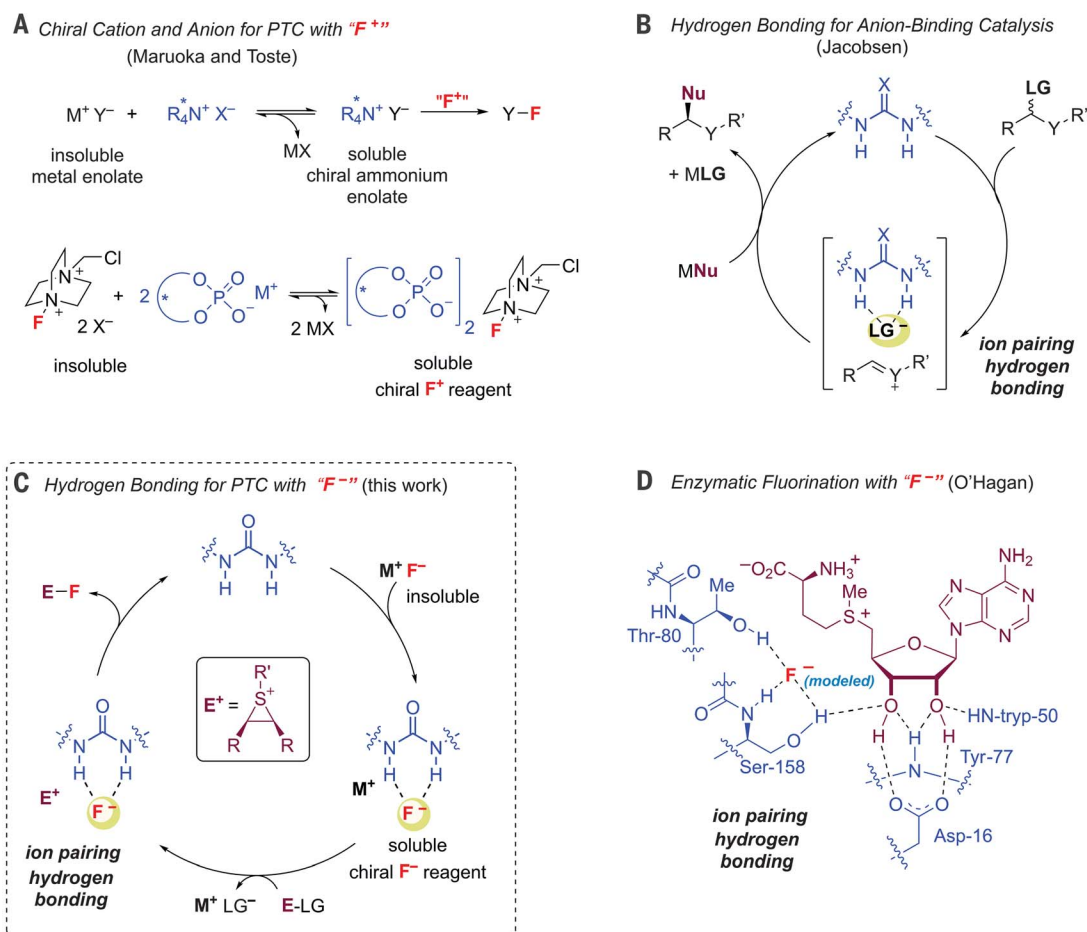 A Chiral Cation and Anion for PTC with "F⁺"
(Maruoka and Toste)
M⁺ Y⁻ + R₄*N⁺ X⁻ R₄*N⁺ Y⁻ "F⁺" Y–F
MX
insoluble
metal enolate
soluble
chiral ammonium
enolate
N + Cl
N + F
2 X⁻
+
2 * O O P O O⁻ M⁺
2 MX
[ * O O P O O⁻ ]₂
N + Cl
N + F
insoluble
soluble
chiral F⁺ reagent
B Hydrogen Bonding for Anion-Binding Catalysis
(Jacobsen)
Nu
R Y R'
+ MLG
X
N N
H H
LG
R Y R'
MNu
X
N N
H H
LG⁻
R Y + R'
ion pairing
hydrogen
bonding
C Hydrogen Bonding for PTC with "F⁻" (this work)
O
N N
H H
E–F
M⁺ F⁻
insoluble
E⁺ =
R'
S +
R R
O
N N
H H
E⁺
F⁻
ion pairing
hydrogen
bonding
O
N N
H H
M⁺
F⁻
soluble
chiral F⁻ reagent
M⁺ LG⁻ E-LG
D Enzymatic Fluorination with "F⁻" (O'Hagan)
O
HN
Me
O H
Thr-80
⁻O₂C NH₃⁺
Me
S +
NH₂
N N
N N
O
F⁻
(modeled)
O
N H
O H
Ser-158
O O
H H H
HN-tryp-50
N
Tyr-77
O O
Asp-16
ion pairing
hydrogen
bonding